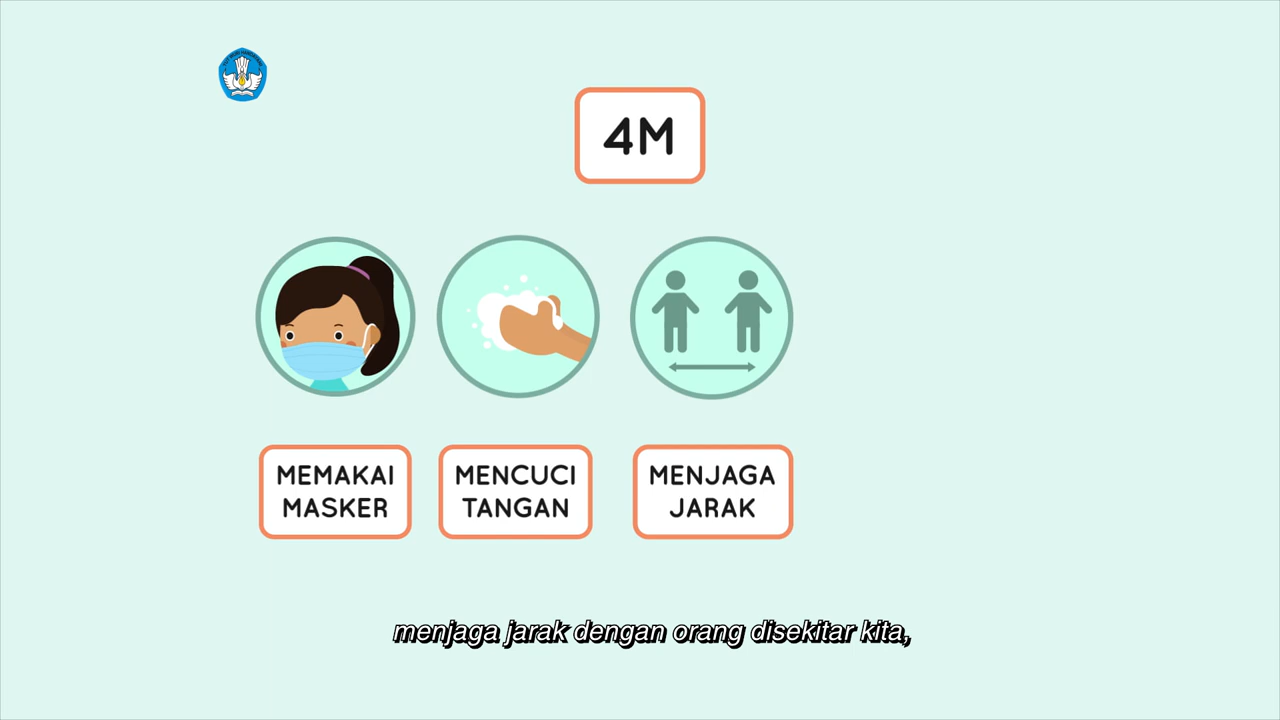 4M
MEMAKAI
MASKER
MENCUCI
TANGAN
MENJAGA
JARAK
menjaga jarak dengan orang disekitar kita,